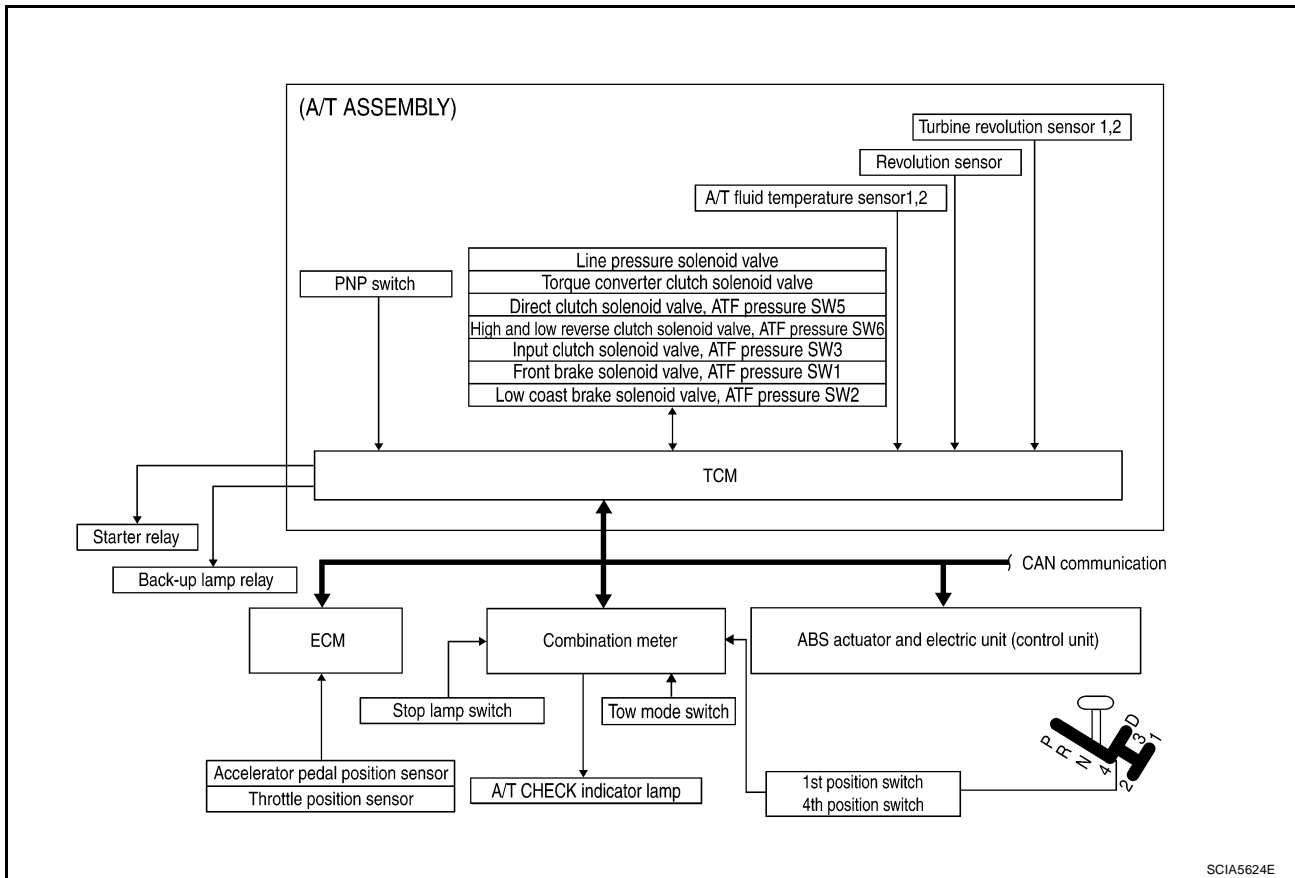 (A/T ASSEMBLY)
Turbine revolution sensor 1,2
Revolution sensor
A/T fluid temperature sensor1,2
Line pressure solenoid valve
Torque converter clutch solenoid valve
Direct clutch solenoid valve, ATF pressure SW5
High and low reverse clutch solenoid valve, ATF pressure SW6
Input clutch solenoid valve, ATF pressure SW3
Front brake solenoid valve, ATF pressure SW1
Low coast brake solenoid valve, ATF pressure SW2
PNP switch
TCM
Starter relay
Back-up lamp relay
CAN communication
ECM
Combination meter
ABS actuator and electric unit (control unit)
Stop lamp switch
Tow mode switch
Accelerator pedal position sensor
Throttle position sensor
A/T CHECK indicator lamp
1st position switch
4th position switch
P R N 4 D 3 1 2
SCIA5624E